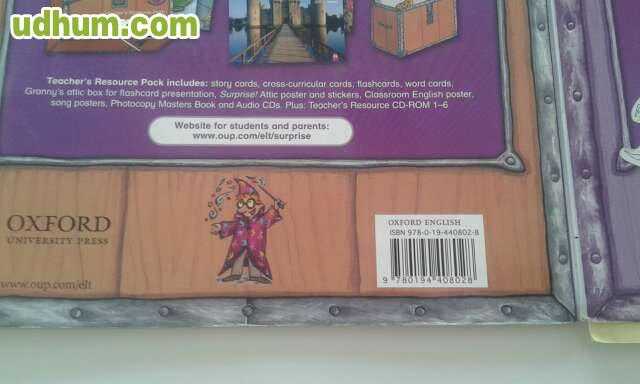 udhum.com
Teacher's Resource Pack includes: story cards, cross-curricular cards, flashcards, word cards,
Granny's attic box for flashcard presentation, Surprise! Attic poster and stickers, Classroom English poster,
song posters, Photocopy Masters Book and Audio CDs. Plus: Teacher's Resource CD-ROM 1–6
Website for students and parents:
www.oup.com/elt/surprise
OXFORD
UNIVERSITY PRESS
www.oup.com/elt
OXFORD ENGLISH
ISBN 978-0-19-440802-8
9 780194 408028